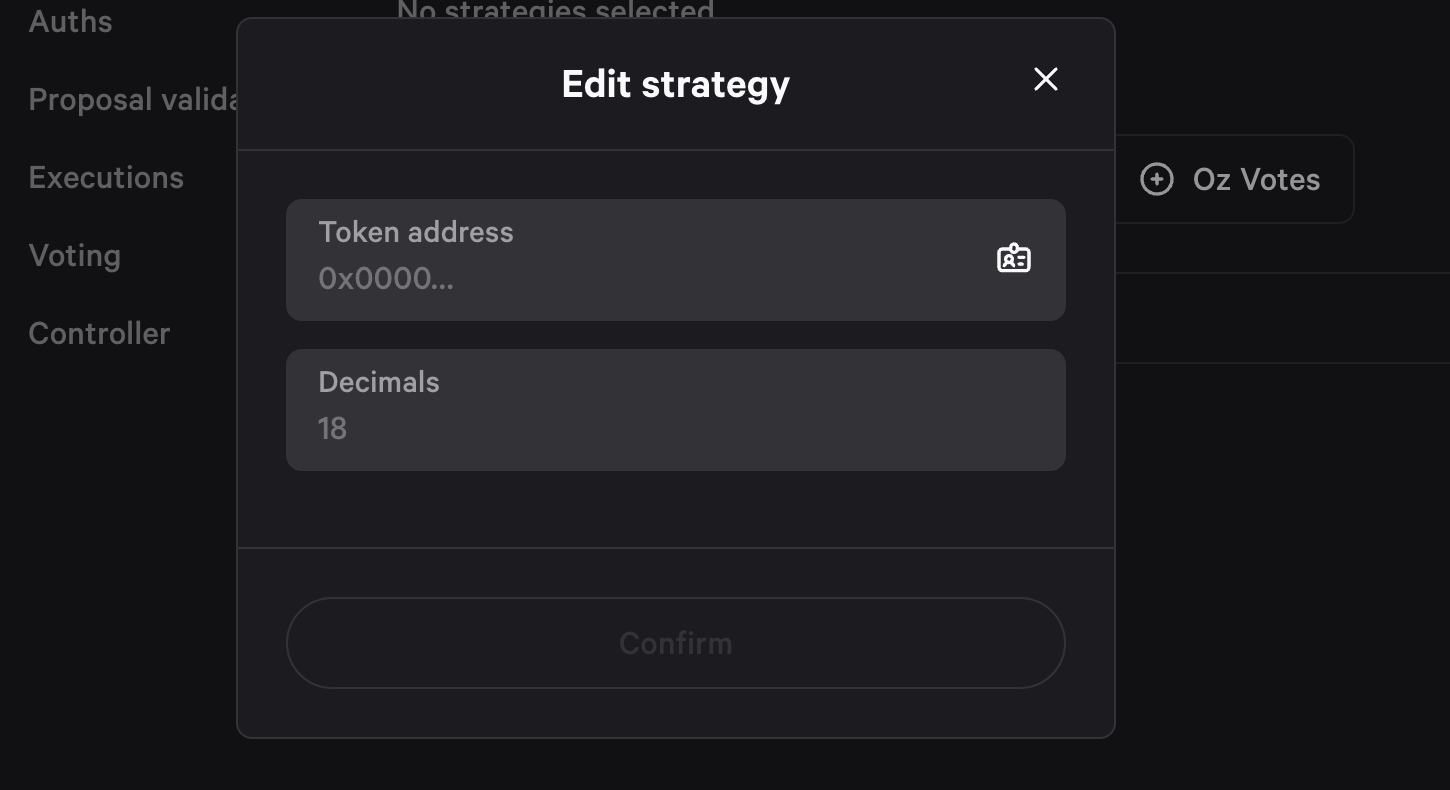 No strategies selected
Auths
Proposal valida
Executions
Voting
Controller
Oz Votes
Edit strategy
Token address
0x0000...
Decimals
18
Confirm